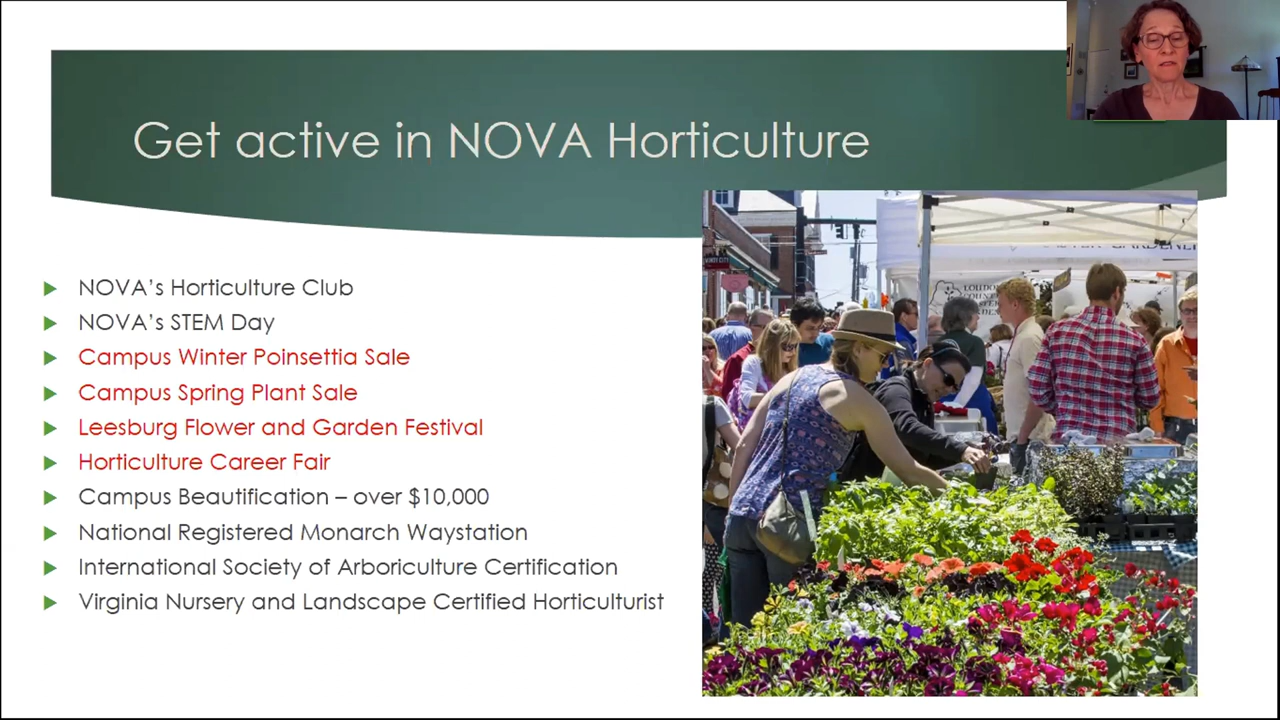 Get active in NOVA Horticulture
NOVA's Horticulture Club
NOVA's STEM Day
Campus Winter Poinsettia Sale
Campus Spring Plant Sale
Leesburg Flower and Garden Festival
Horticulture Career Fair
Campus Beautification – over $10,000
National Registered Monarch Waystation
International Society of Arboriculture Certification
Virginia Nursery and Landscape Certified Horticulturist